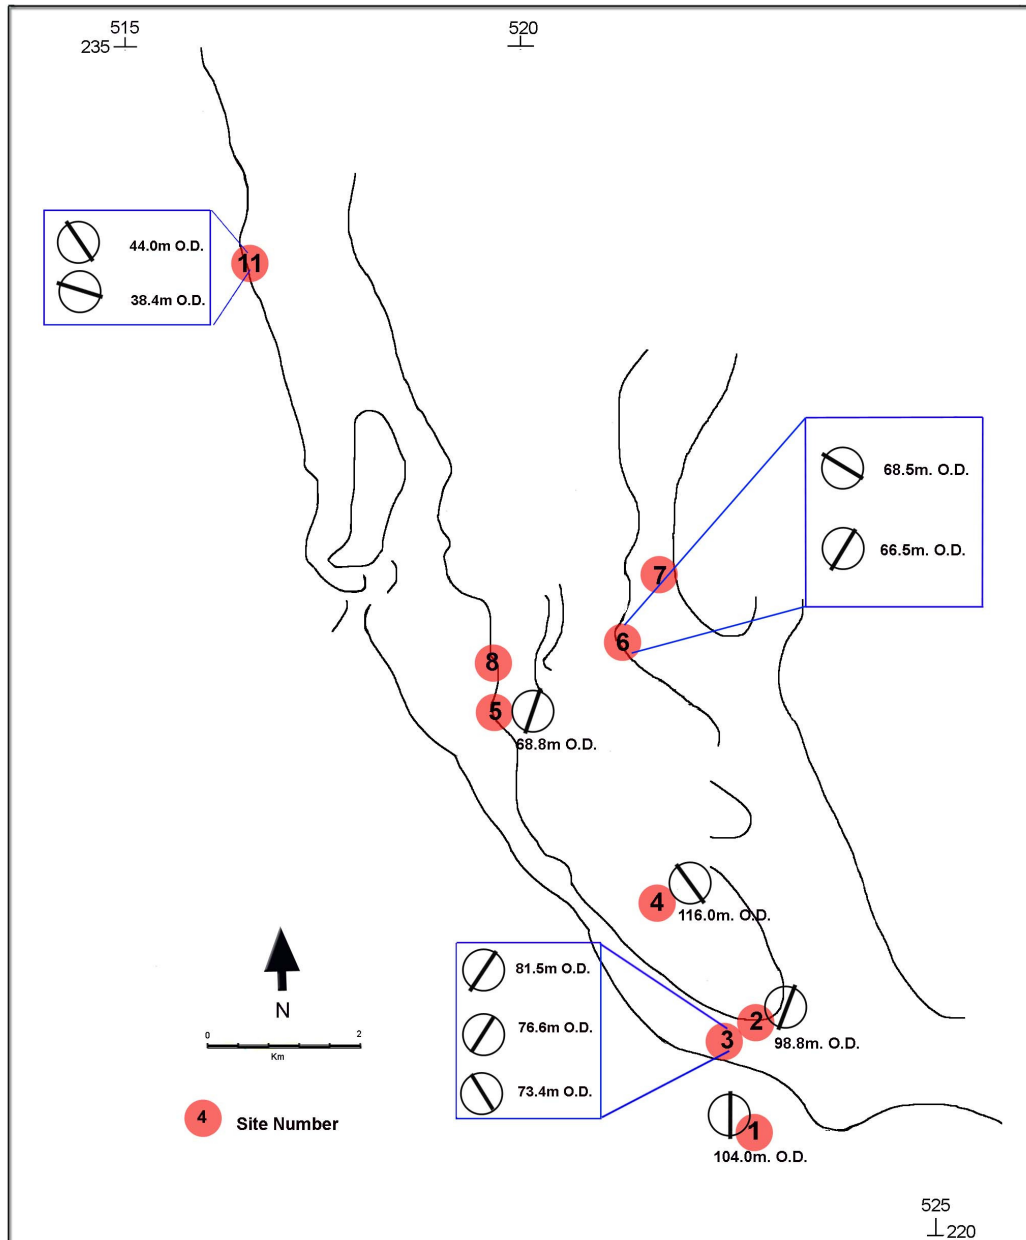 515
520
235
44.0m O.D.
11
38.4m O.D.
68.5m. O.D.
66.5m. O.D.
7
6
8
5
68.8m O.D.
4
116.0m. O.D.
81.5m O.D.
N
76.6m O.D.
2
3
98.8m. O.D.
0 2
Km
73.4m O.D.
4 Site Number
1
104.0m. O.D.
525
220